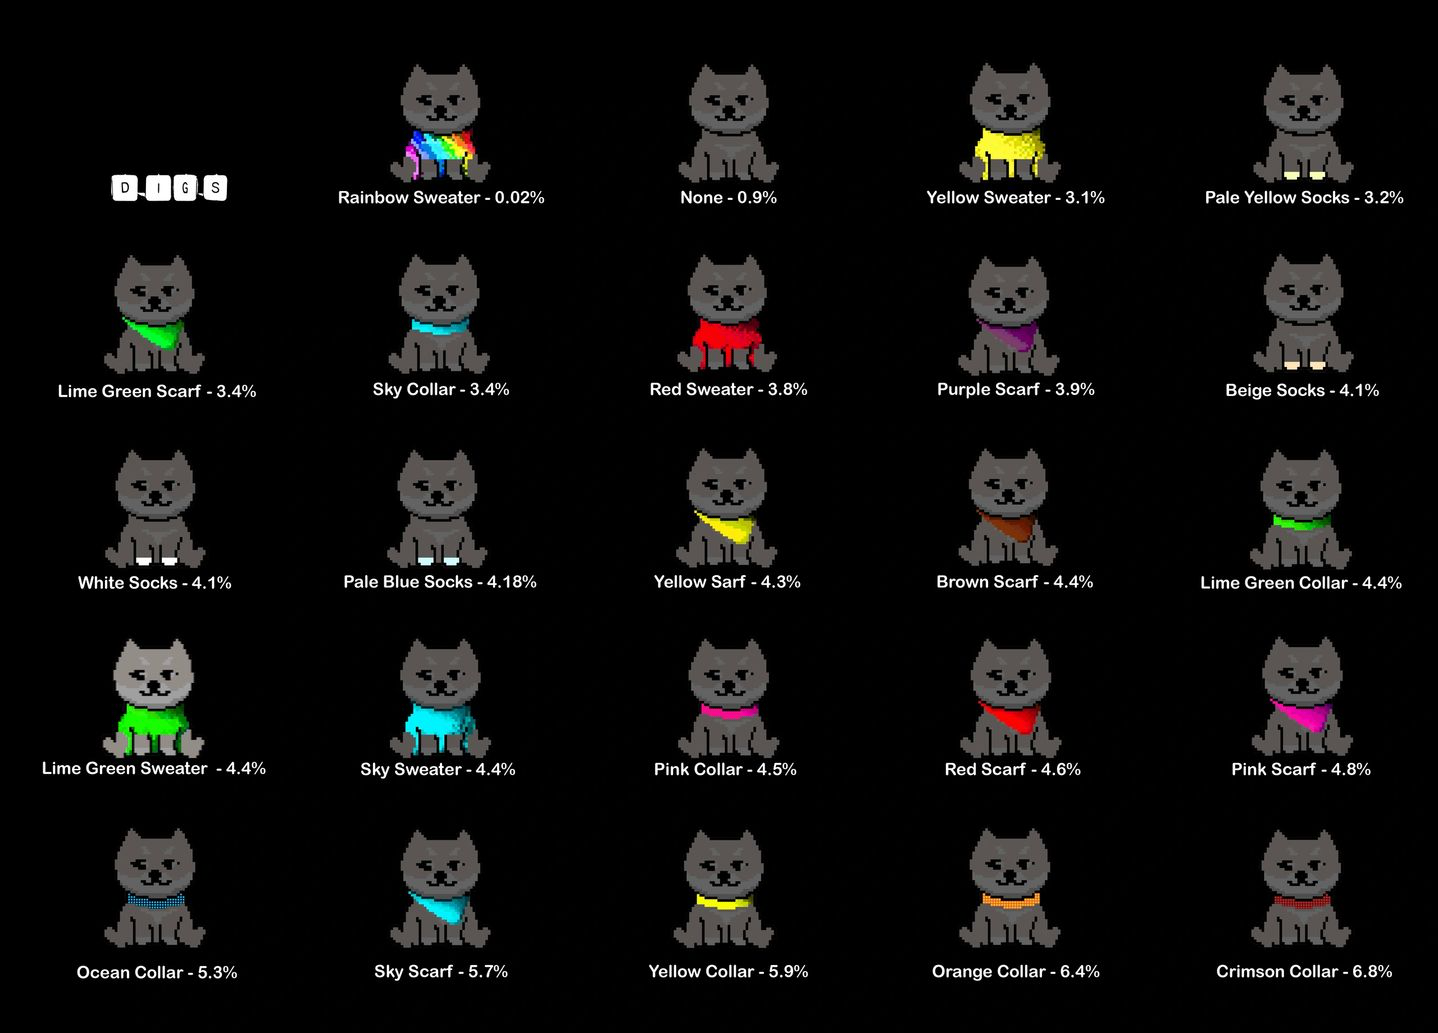 DIGS
Rainbow Sweater - 0.02%
None - 0.9%
Yellow Sweater - 3.1%
Pale Yellow Socks - 3.2%
Lime Green Scarf - 3.4%
Sky Collar - 3.4%
Red Sweater - 3.8%
Purple Scarf - 3.9%
Beige Socks - 4.1%
White Socks - 4.1%
Pale Blue Socks - 4.18%
Yellow Sarf - 4.3%
Brown Scarf - 4.4%
Lime Green Collar - 4.4%
Lime Green Sweater - 4.4%
Sky Sweater - 4.4%
Pink Collar - 4.5%
Red Scarf - 4.6%
Pink Scarf - 4.8%
Ocean Collar - 5.3%
Sky Scarf - 5.7%
Yellow Collar - 5.9%
Orange Collar - 6.4%
Crimson Collar - 6.8%